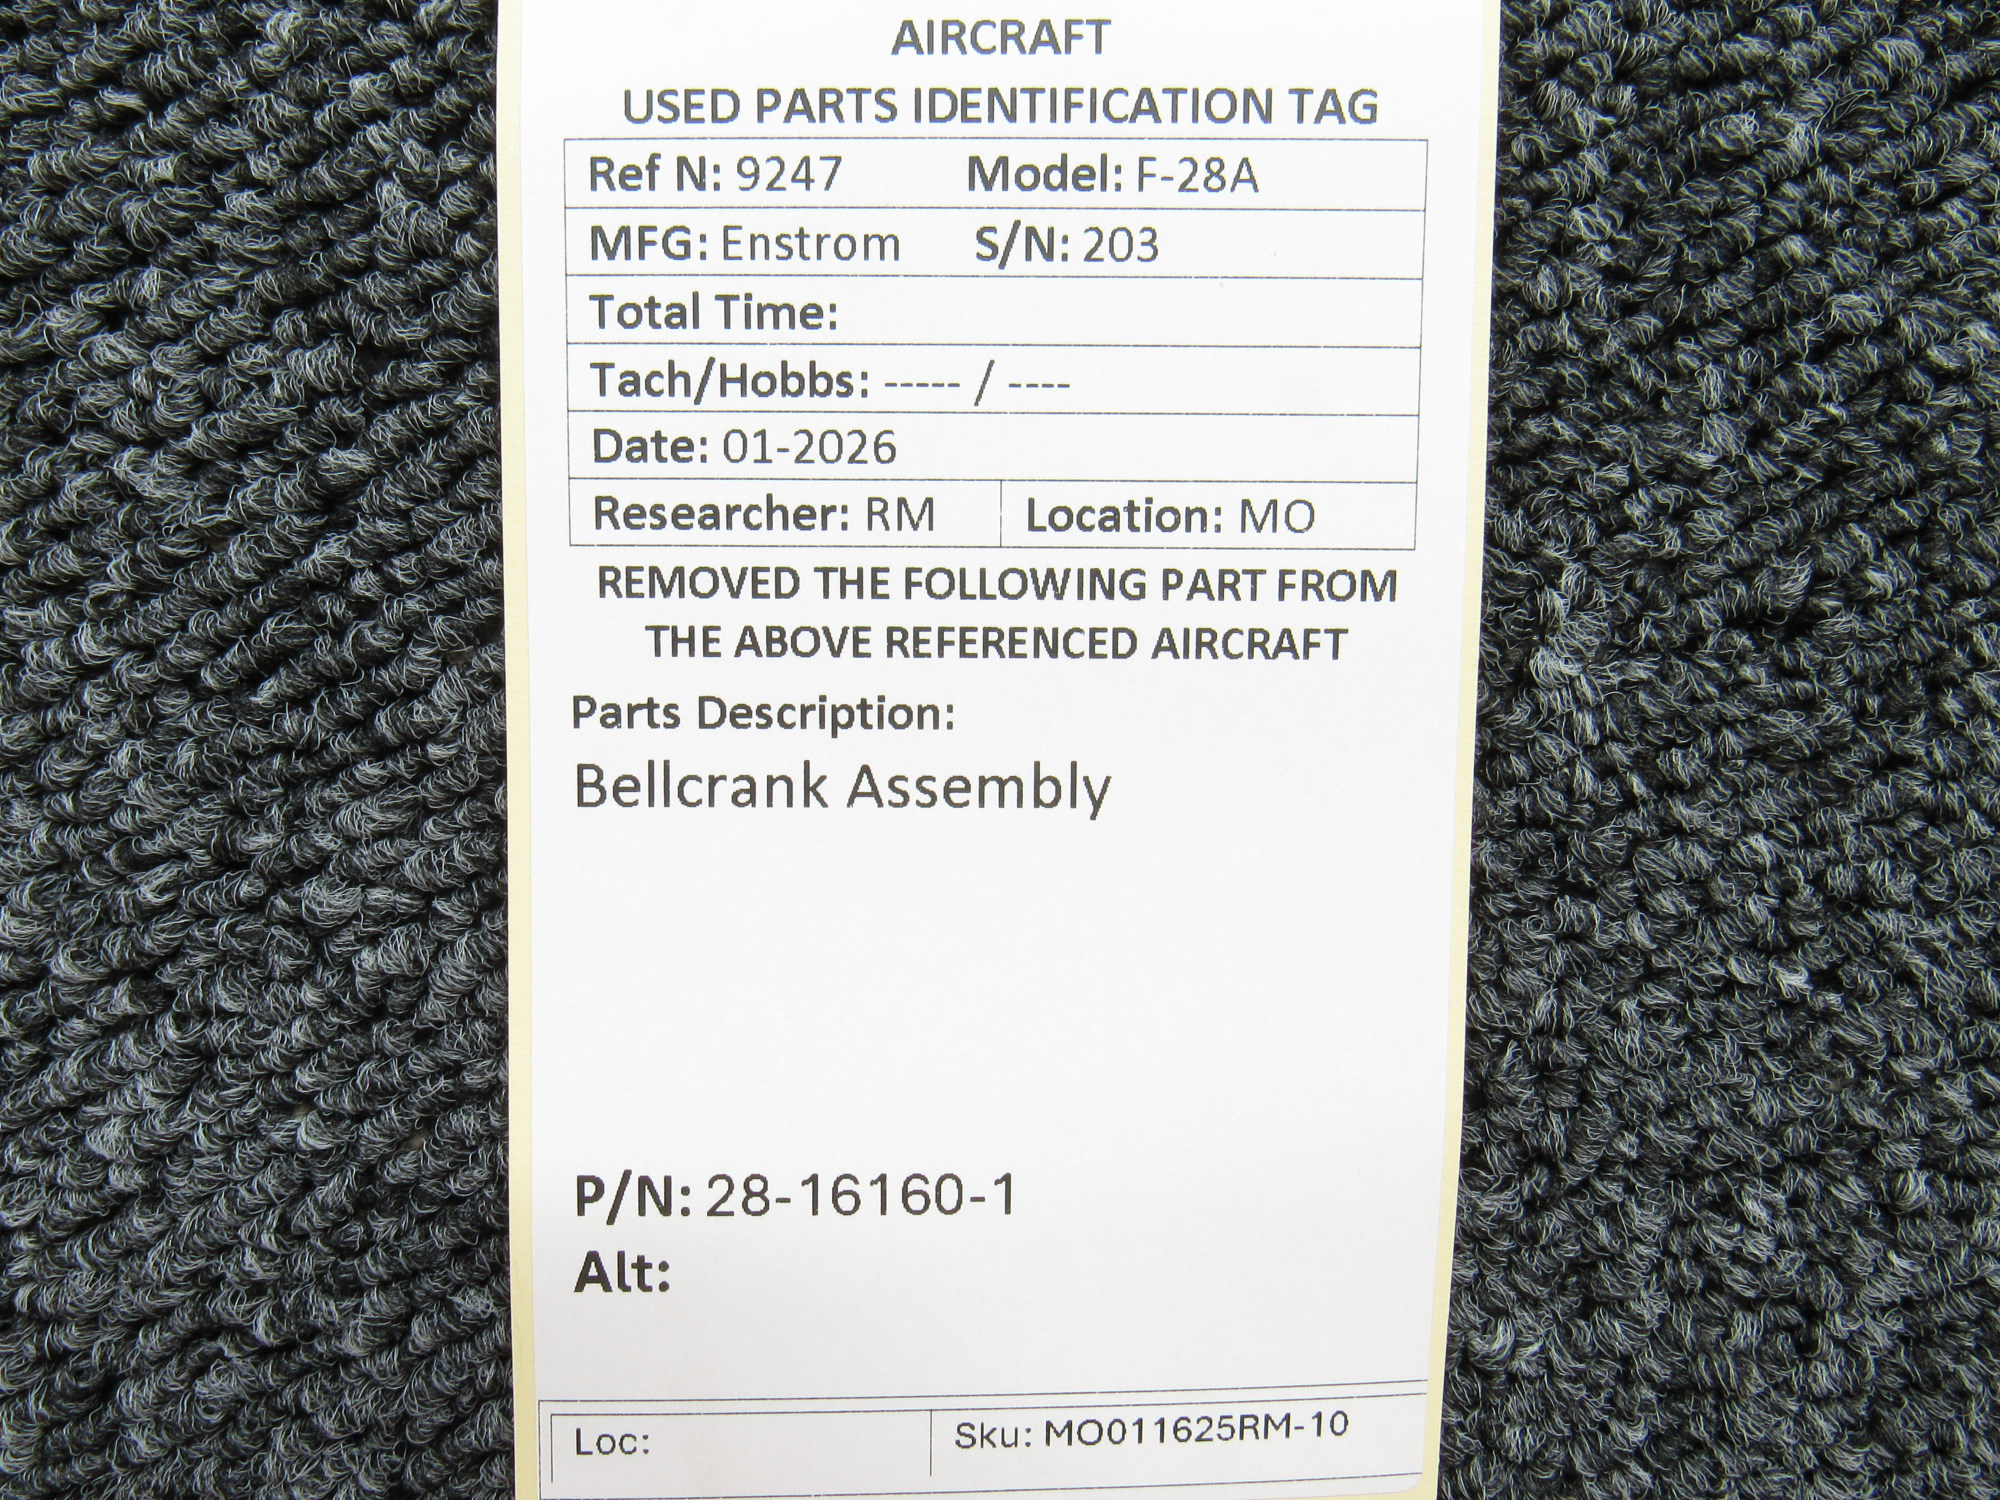 AIRCRAFT
USED PARTS IDENTIFICATION TAG
Ref N: 9247 Model: F-28A
MFG: Enstrom S/N: 203
Total Time:
Tach/Hobbs: ----- / ----
Date: 01-2026
Researcher: RM Location: MO
REMOVED THE FOLLOWING PART FROM
THE ABOVE REFERENCED AIRCRAFT
Parts Description:
Bellcrank Assembly
P/N: 28-16160-1
Alt:
Loc: Sku: MO011625RM-10